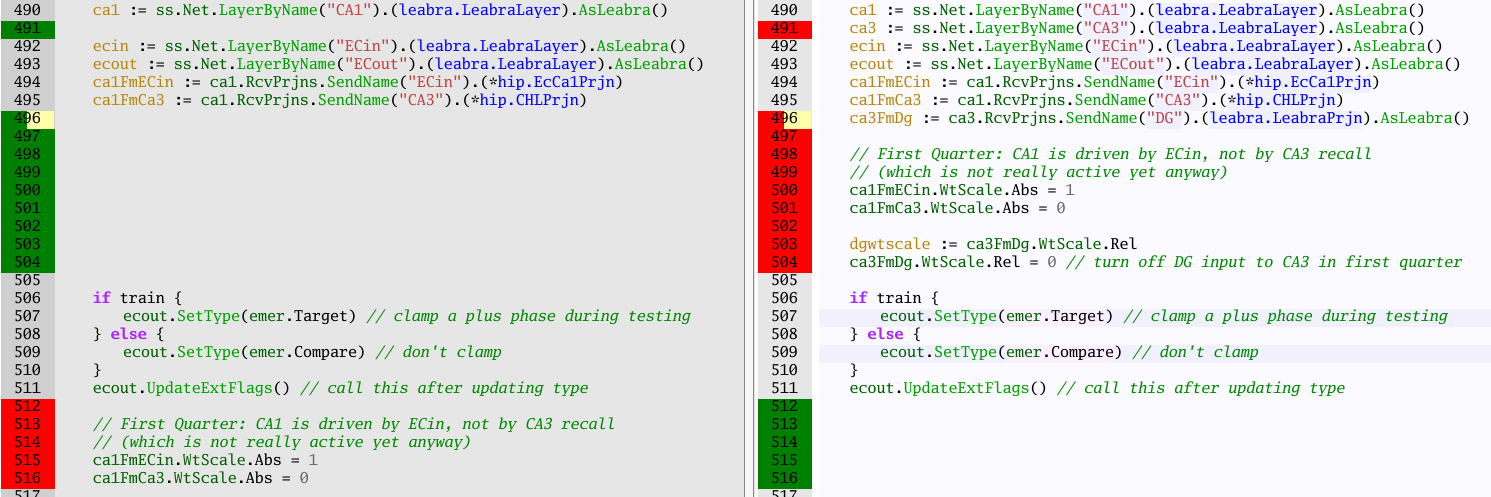 490 ca1 := ss.Net.LayerByName("CA1").(leabra.LeabraLayer).AsLeabra()
491
492 ecin := ss.Net.LayerByName("ECin").(leabra.LeabraLayer).AsLeabra()
493 ecout := ss.Net.LayerByName("ECout").(leabra.LeabraLayer).AsLeabra()
494 ca1FmECin := ca1.RcvPrjns.SendName("ECin").(*hip.EcCa1Prjn)
495 ca1FmCa3 := ca1.RcvPrjns.SendName("CA3").(*hip.CHLPrjn)
496
497
498
499
500
501
502
503
504
505
506 if train {
507 ecout.SetType(emer.Target) // clamp a plus phase during testing
508 } else {
509 ecout.SetType(emer.Compare) // don't clamp
510 }
511 ecout.UpdateExtFlags() // call this after updating type
512
513 // First Quarter: CA1 is driven by ECin, not by CA3 recall
514 // (which is not really active yet anyway)
515 ca1FmECin.WtScale.Abs = 1
516 ca1FmCa3.WtScale.Abs = 0
517
490 ca1 := ss.Net.LayerByName("CA1").(leabra.LeabraLayer).AsLeabra()
491 ca3 := ss.Net.LayerByName("CA3").(leabra.LeabraLayer).AsLeabra()
492 ecin := ss.Net.LayerByName("ECin").(leabra.LeabraLayer).AsLeabra()
493 ecout := ss.Net.LayerByName("ECout").(leabra.LeabraLayer).AsLeabra()
494 ca1FmECin := ca1.RcvPrjns.SendName("ECin").(*hip.EcCa1Prjn)
495 ca1FmCa3 := ca1.RcvPrjns.SendName("CA3").(*hip.CHLPrjn)
496 ca3FmDg := ca3.RcvPrjns.SendName("DG").(leabra.LeabraPrjn).AsLeabra()
497
498 // First Quarter: CA1 is driven by ECin, not by CA3 recall
499 // (which is not really active yet anyway)
500 ca1FmECin.WtScale.Abs = 1
501 ca1FmCa3.WtScale.Abs = 0
502
503 dgwtscale := ca3FmDg.WtScale.Rel
504 ca3FmDg.WtScale.Rel = 0 // turn off DG input to CA3 in first quarter
505
506 if train {
507 ecout.SetType(emer.Target) // clamp a plus phase during testing
508 } else {
509 ecout.SetType(emer.Compare) // don't clamp
510 }
511 ecout.UpdateExtFlags() // call this after updating type
512
513
514
515
516
517